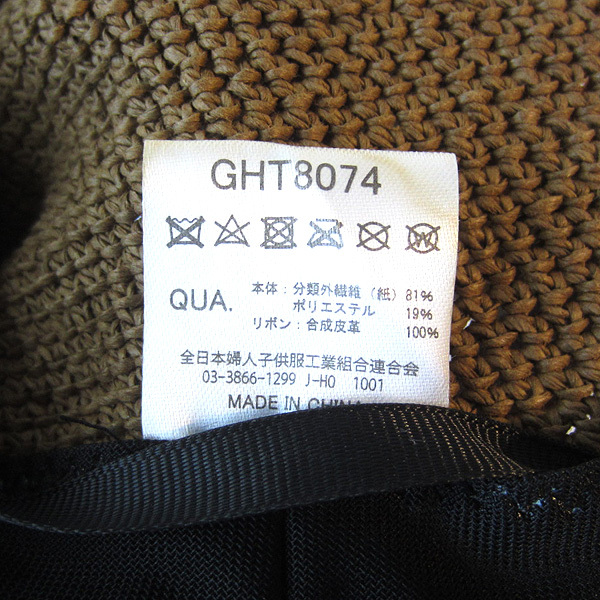 GHT8074
QUA.
本体：分類外繊維（紙） 81%
ポリエステル 19%
リボン：合成皮革 100%
全日本婦人子供服工業組合連合会
03-3866-1299 J-HO 1001
MADE IN CHINA